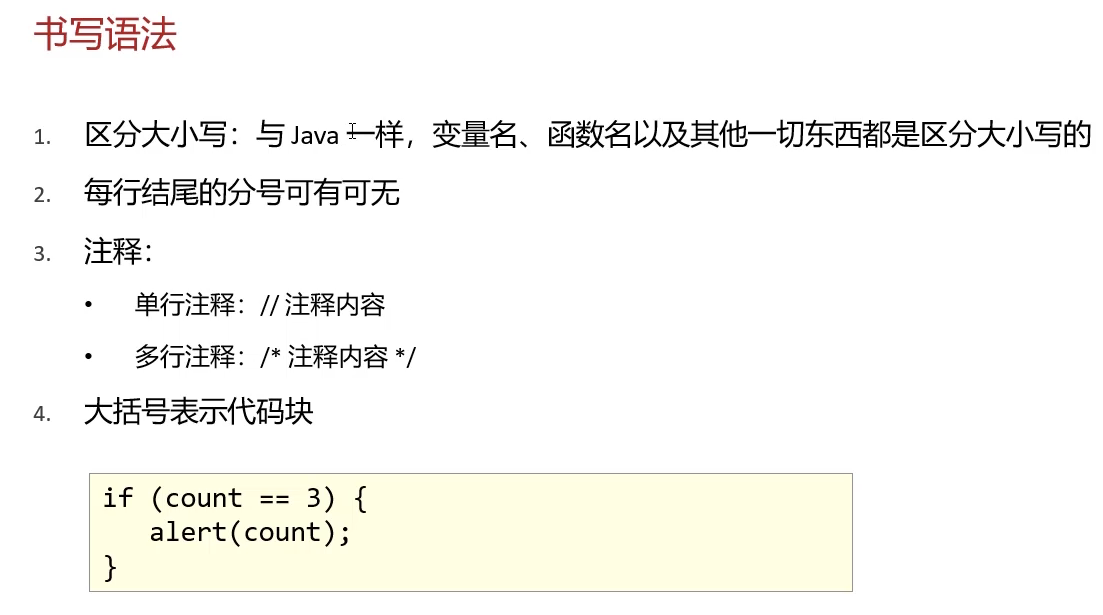 书写语法
1. 区分大小写：与 Java 一样，变量名、函数名以及其他一切东西都是区分大小写的
2. 每行结尾的分号可有可无
3. 注释：
• 单行注释：// 注释内容
• 多行注释：/* 注释内容 */
4. 大括号表示代码块
if (count == 3) {
   alert(count);
}